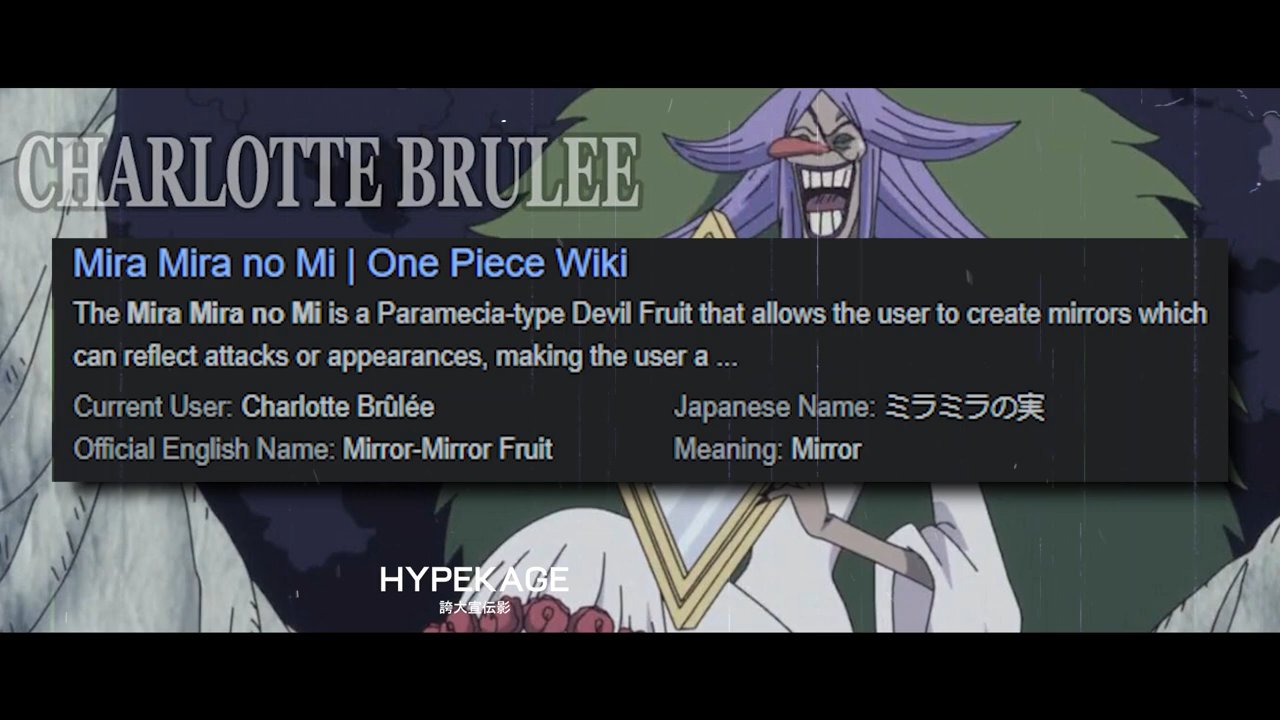 CHARLOTTE BRULEE
Mira Mira no Mi | One Piece Wiki
The Mira Mira no Mi is a Paramecia-type Devil Fruit that allows the user to create mirrors which
can reflect attacks or appearances, making the user a ...
Current User: Charlotte Brûlée
Japanese Name: ミラミラの実
Official English Name: Mirror-Mirror Fruit
Meaning: Mirror
HYPEKAGE
誇大宣伝影